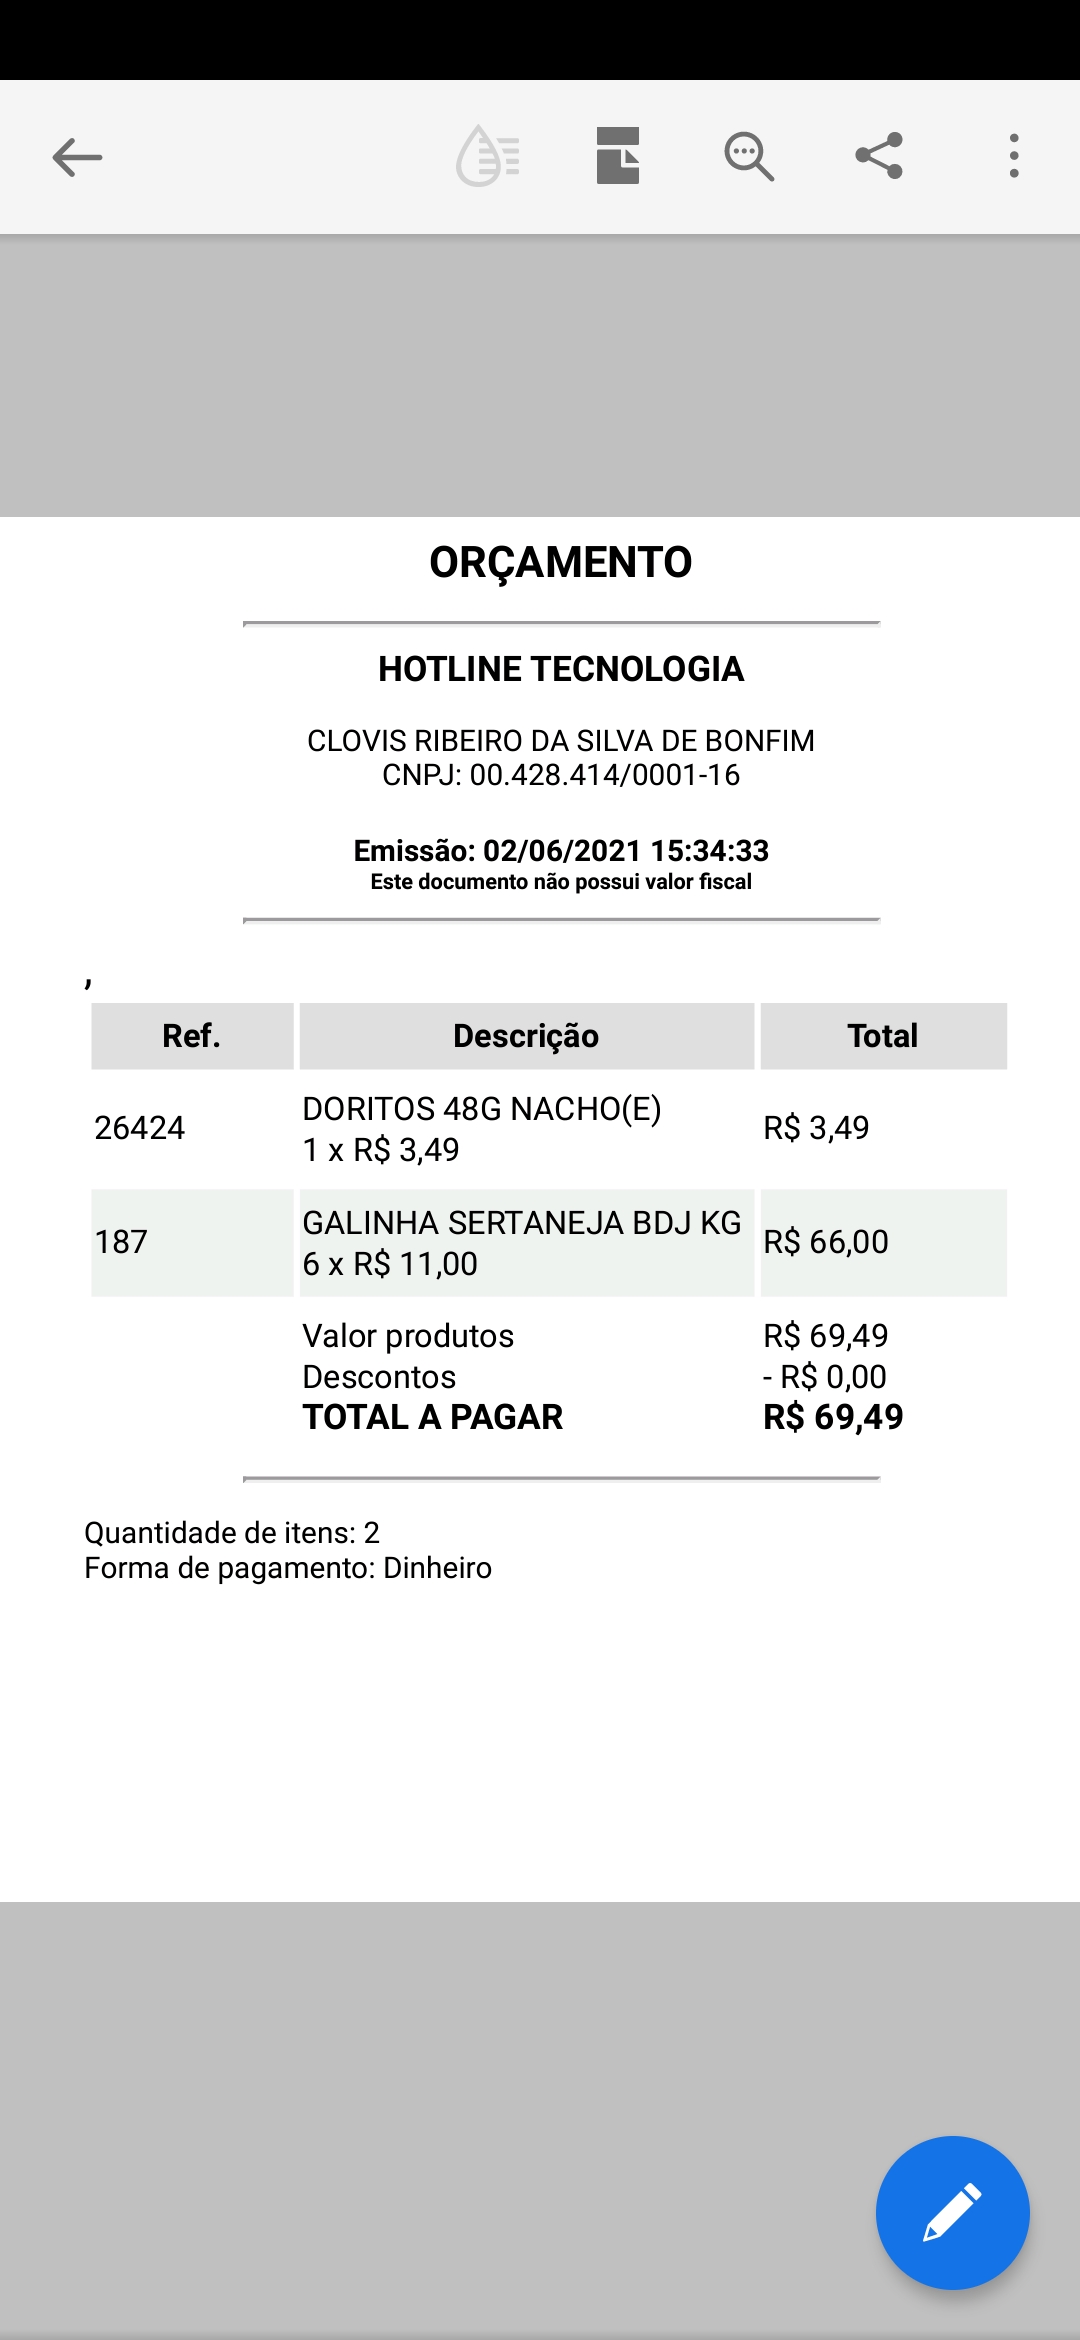 ORÇAMENTO
HOTLINE TECNOLOGIA
CLOVIS RIBEIRO DA SILVA DE BONFIM
CNPJ: 00.428.414/0001-16
Emissão: 02/06/2021 15:34:33
Este documento não possui valor fiscal
,
Ref. Descrição Total
26424 DORITOS 48G NACHO(E) R$ 3,49
1 x R$ 3,49
187 GALINHA SERTANEJA BDJ KG R$ 66,00
6 x R$ 11,00
Valor produtos R$ 69,49
Descontos - R$ 0,00
TOTAL A PAGAR R$ 69,49
Quantidade de itens: 2
Forma de pagamento: Dinheiro